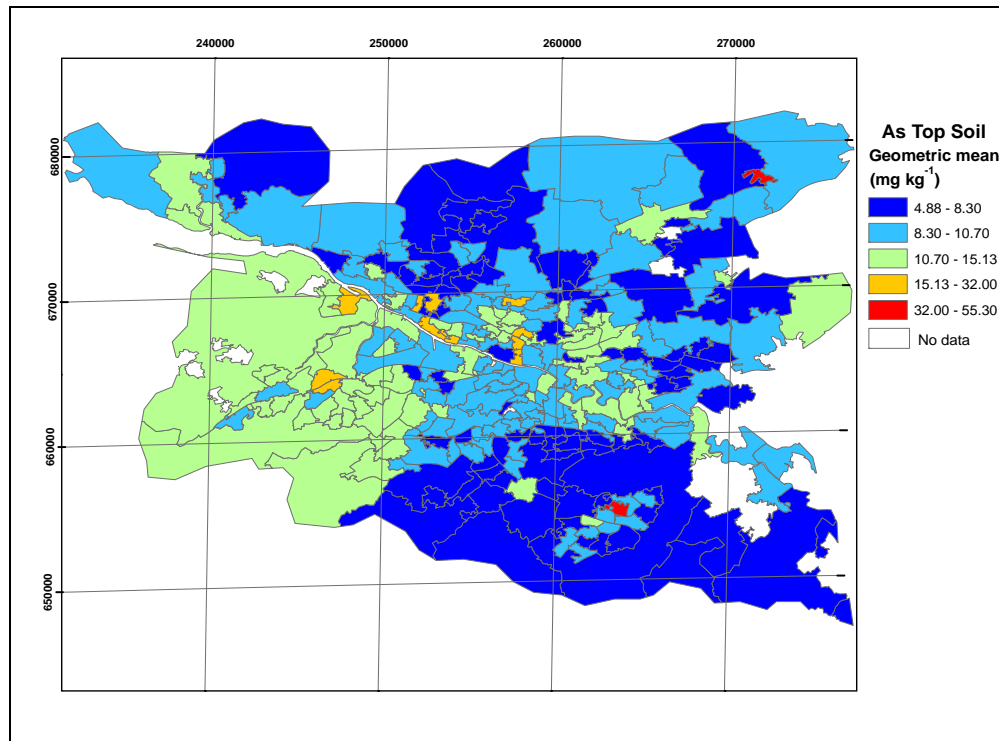 240000 250000 260000 270000
680000
670000
660000
650000
As Top Soil
Geometric mean
(mg kg⁻¹)
4.88 - 8.30
8.30 - 10.70
10.70 - 15.13
15.13 - 32.00
32.00 - 55.30
No data